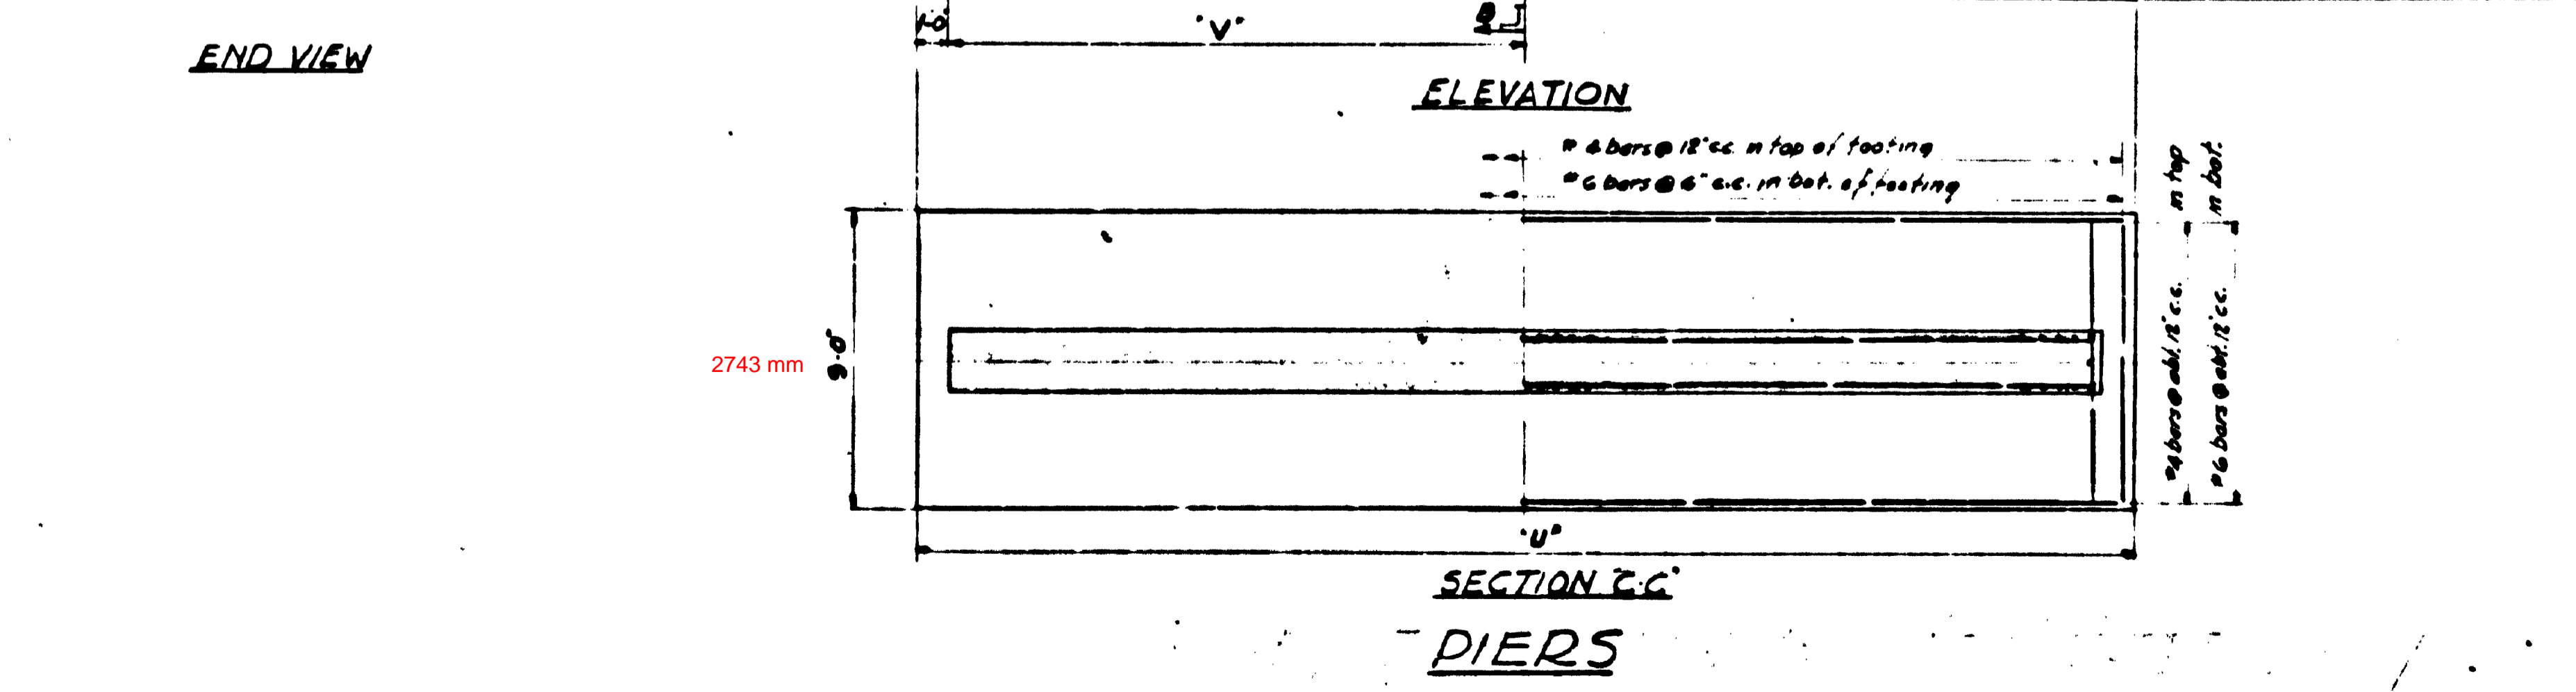 1'-0"
"V"
B
END VIEW
ELEVATION
#4 bars @ 12" c.c. in top of footing
#6 bars @ 6" c.c. in bot. of footing
#4 bars @ abt. 12" c.c. in top
#6 bars @ abt. 12" c.c. in bot.
2743 mm
9'-0"
"U"
SECTION "C-C"
PIERS